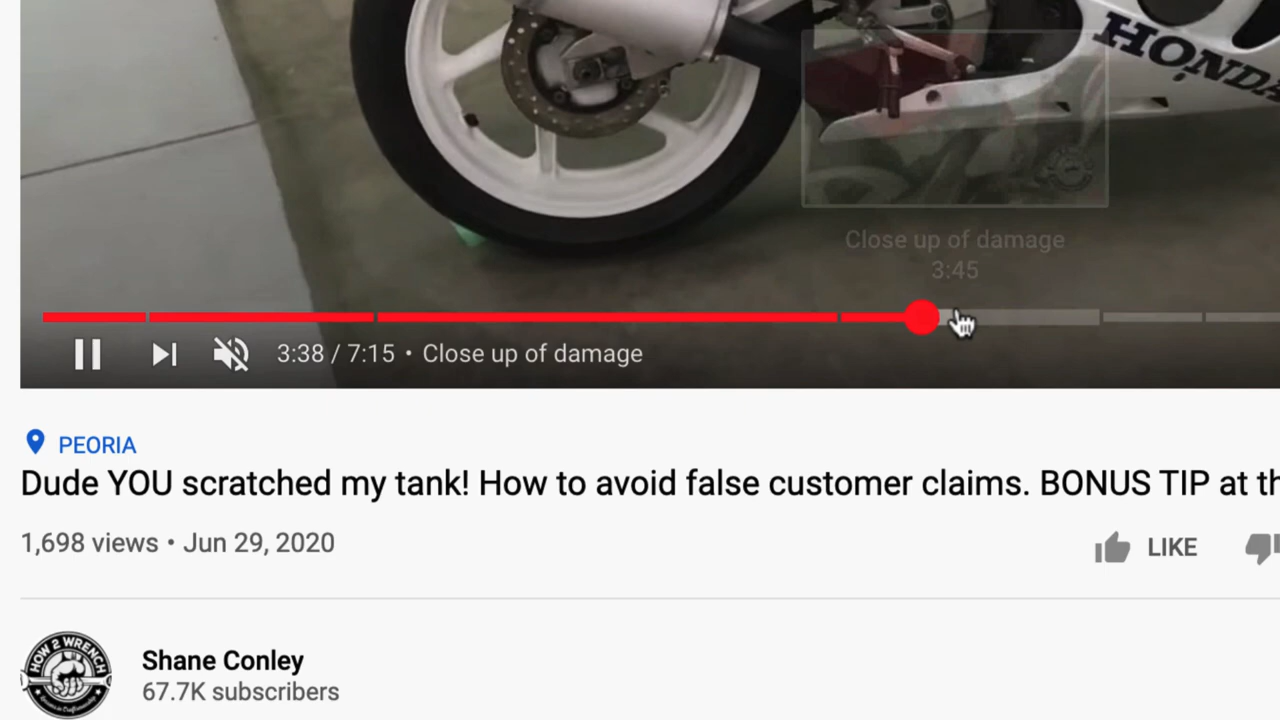 HONDA
Close up of damage
3:45
3:38 / 7:15 • Close up of damage
PEORIA
Dude YOU scratched my tank! How to avoid false customer claims. BONUS TIP at th
1,698 views • Jun 29, 2020
LIKE
HOW 2 WRENCH
Shane Conley
67.7K subscribers